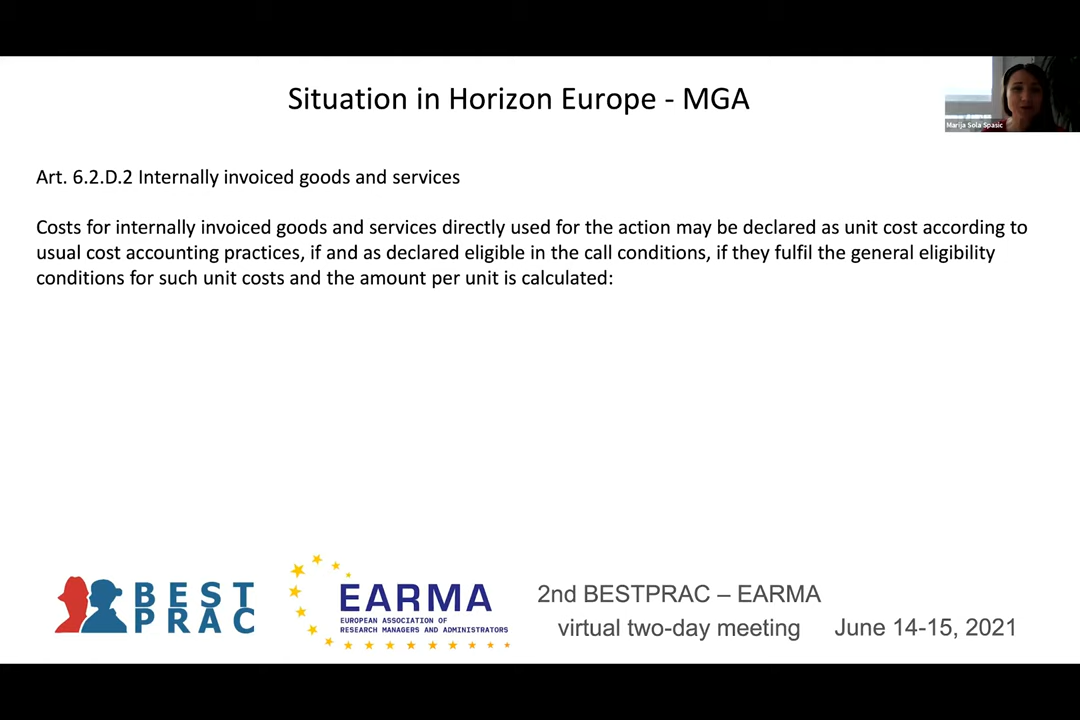 Situation in Horizon Europe - MGA
Marija Sola Spasic
Art. 6.2.D.2 Internally invoiced goods and services
Costs for internally invoiced goods and services directly used for the action may be declared as unit cost according to
usual cost accounting practices, if and as declared eligible in the call conditions, if they fulfil the general eligibility
conditions for such unit costs and the amount per unit is calculated:
BEST
PRAC
EARMA
EUROPEAN ASSOCIATION OF
RESEARCH MANAGERS AND ADMINISTRATORS
2nd BESTPRAC – EARMA
virtual two-day meeting
June 14-15, 2021